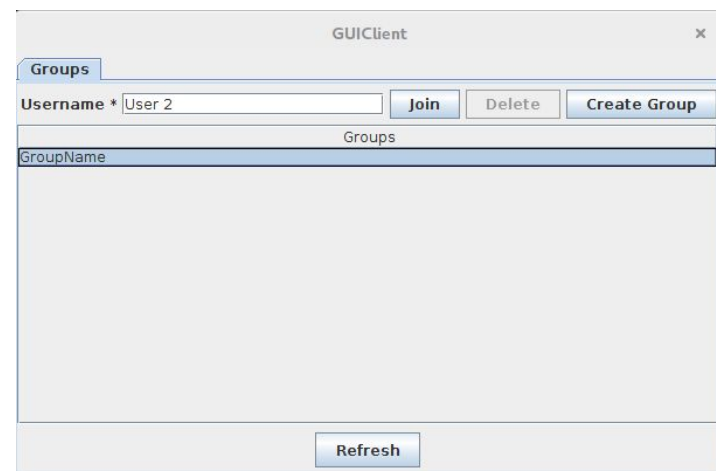 GUIClient ×
Groups
Username * User 2 Join Delete Create Group
Groups
GroupName
Refresh